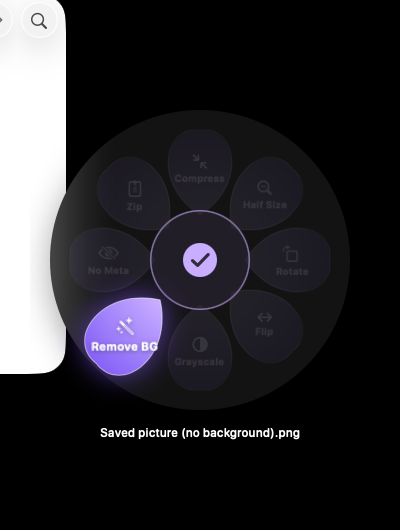 Compress
Zip
Half Size
No Meta
Rotate
Remove BG
Flip
Grayscale
Saved picture (no background).png